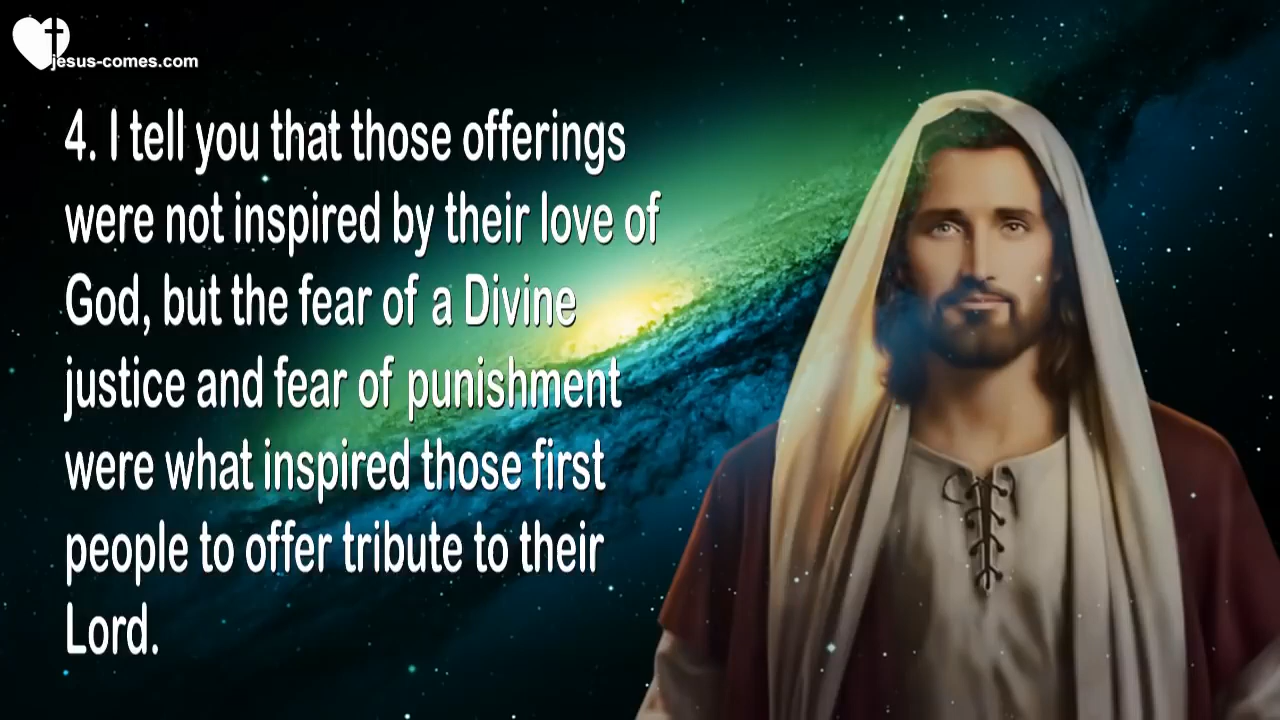 jesus-comes.com
4. I tell you that those offerings
were not inspired by their love of
God, but the fear of a Divine
justice and fear of punishment
were what inspired those first
people to offer tribute to their
Lord.